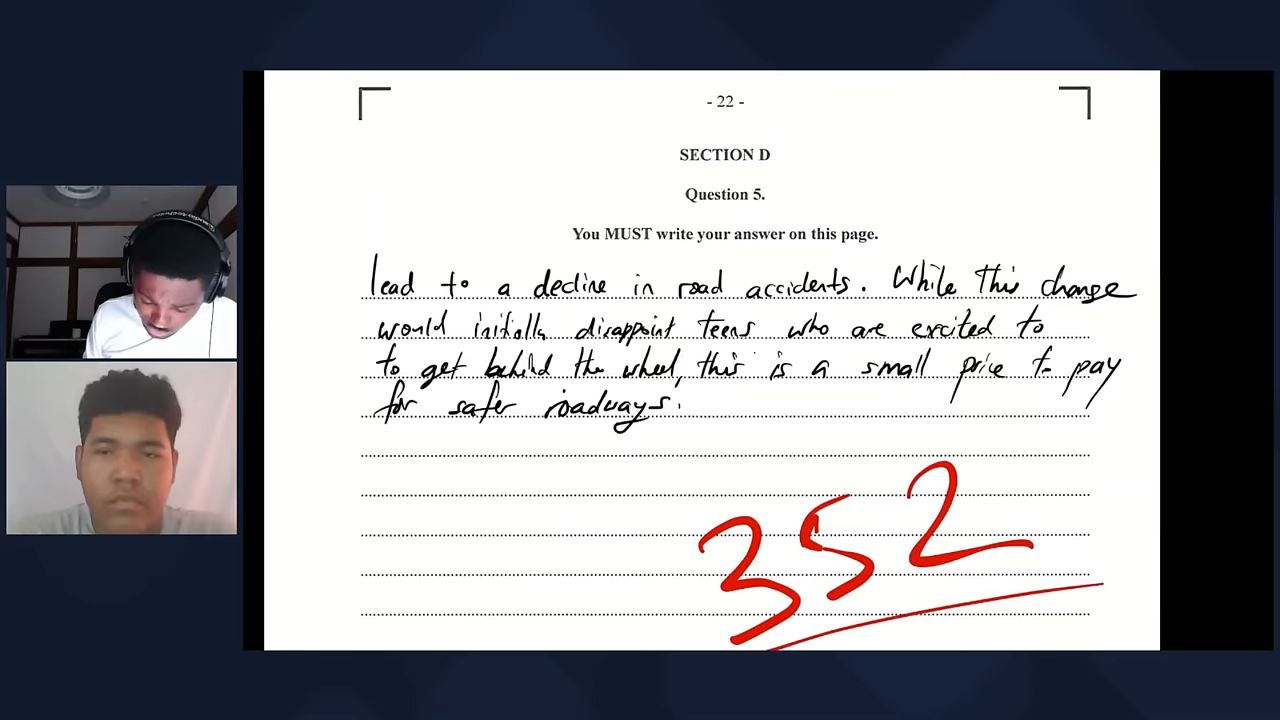 - 22 -
SECTION D
Question 5.
You MUST write your answer on this page.
lead to a decline in road accidents. While this change
would initially disappoint teens who are excited to
to get behind the wheel, this is a small price to pay
for safer roadways.
352